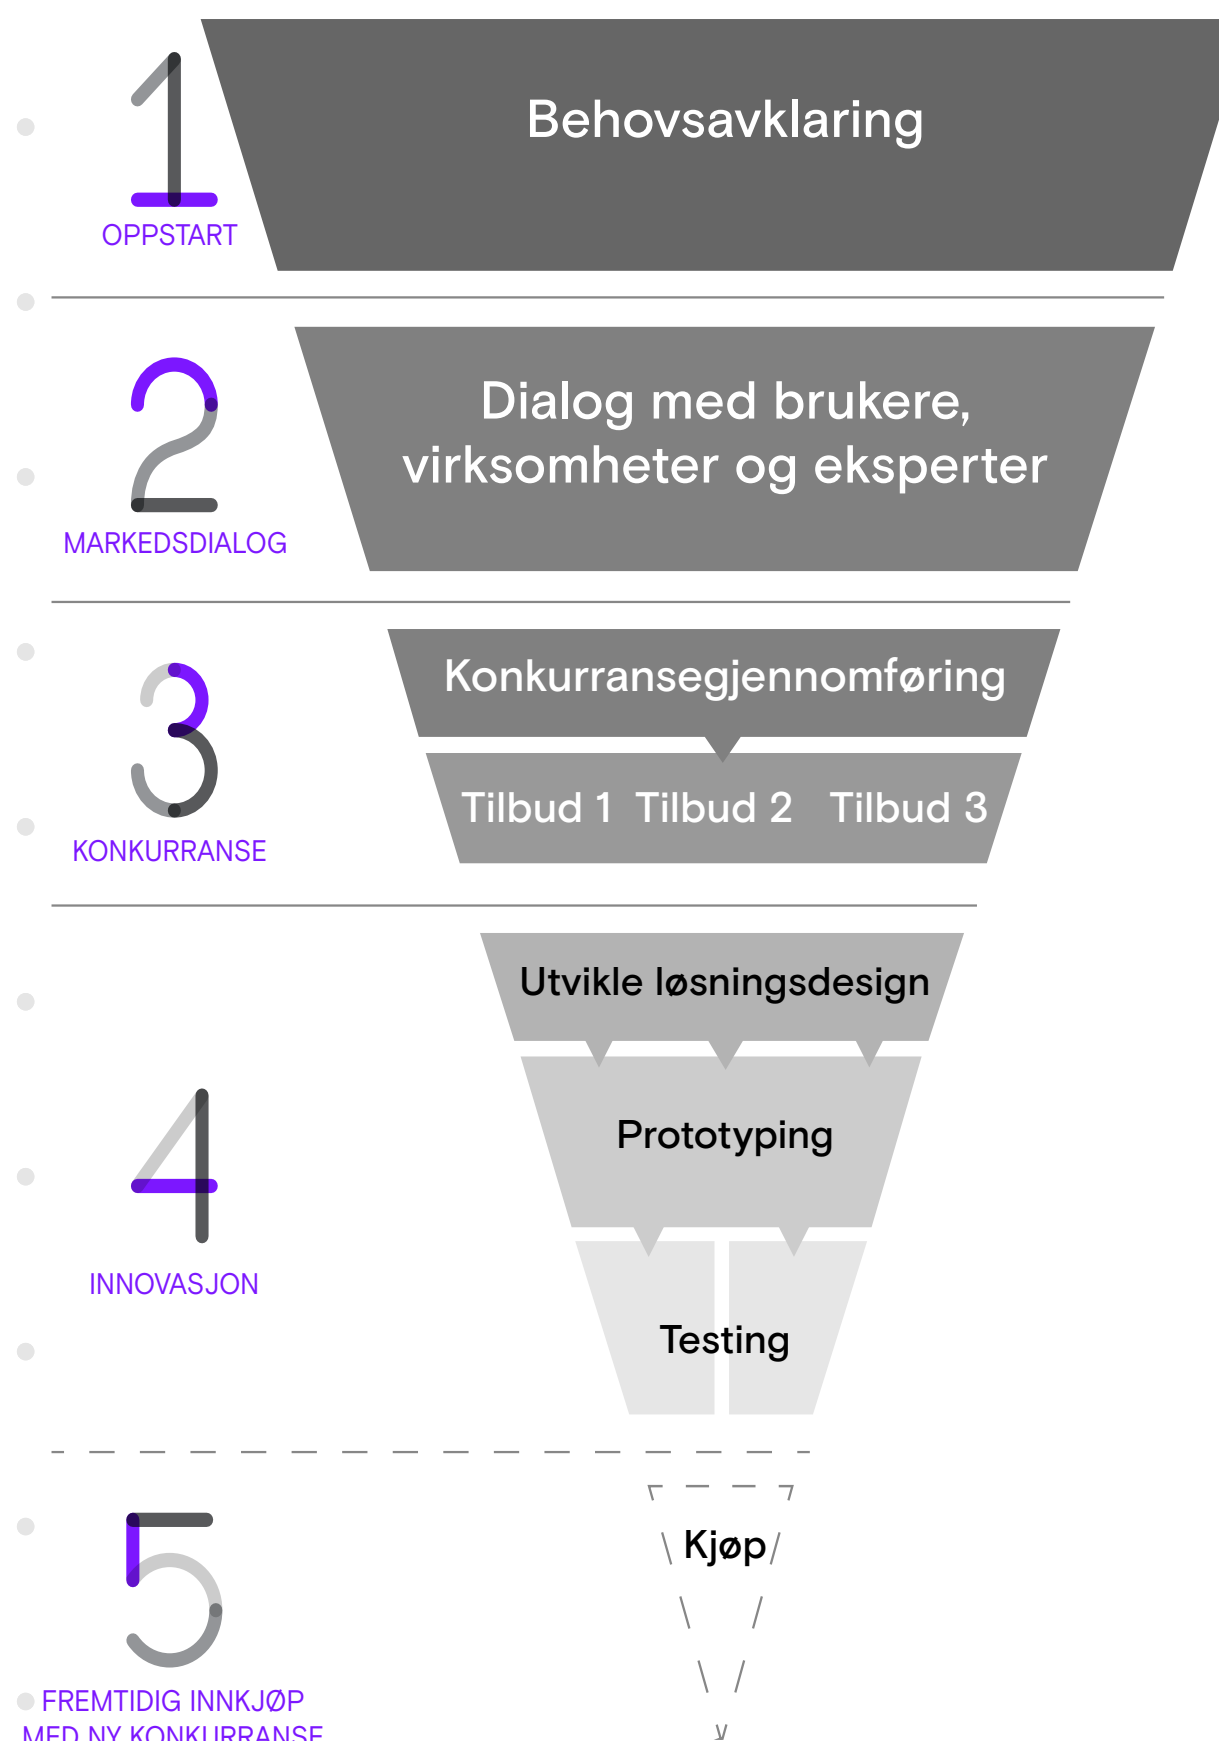 1
Behovsavklaring
OPPSTART
2
Dialog med brukere,
virksomheter og eksperter
MARKEDSDIALOG
3
Konkurransegjennomføring
Tilbud 1 Tilbud 2 Tilbud 3
KONKURRANSE
4
Utvikle løsningsdesign
Prototyping
INNOVASJON
Testing
5
Kjøp
FREMTIDIG INNKJØP
MED NY KONKURRANSE